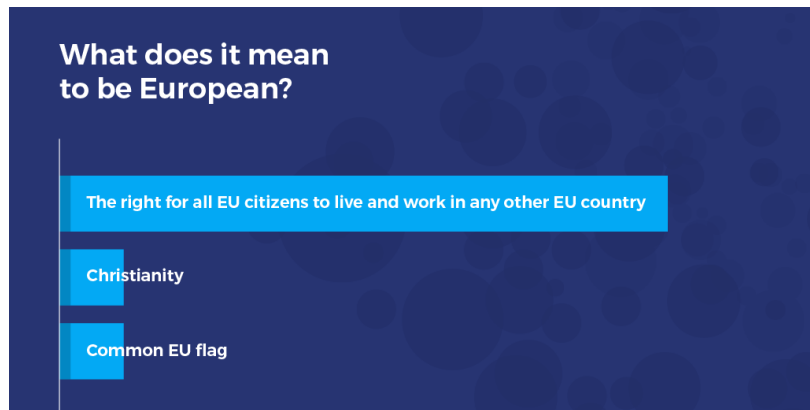 What does it mean
to be European?
The right for all EU citizens to live and work in any other EU country
Christianity
Common EU flag